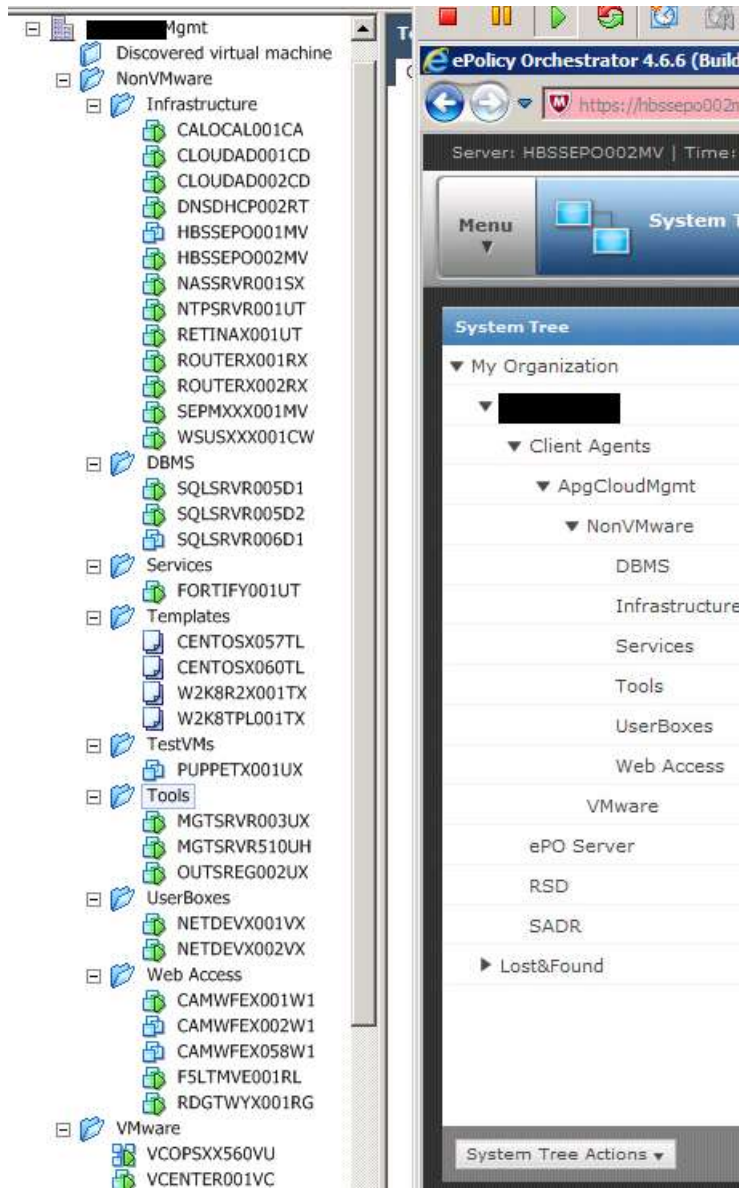 Mgmt
Discovered virtual machine
NonVMware
Infrastructure
CALOCAL001CA
CLOUDAD001CD
CLOUDAD002CD
DNSDHCP002RT
HBSSEPO001MV
HBSSEPO002MV
NASSRVR001SX
NTPSRVR001UT
RETINAX001UT
ROUTERX001RX
ROUTERX002RX
SEPMXXX001MV
WSUSXXX001CW
DBMS
SQLSRVR005D1
SQLSRVR005D2
SQLSRVR006D1
Services
FORTIFY001UT
Templates
CENTOSX057TL
CENTOSX060TL
W2K8R2X001TX
W2K8TPL001TX
TestVMs
PUPPETX001UX
Tools
MGTSRVR003UX
MGTSRVR510UH
OUTSREG002UX
UserBoxes
NETDEVX001VX
NETDEVX002VX
Web Access
CAMWFEX001W1
CAMWFEX002W1
CAMWFEX058W1
F5LTMVE001RL
RDGTWYX001RG
VMware
VCOPSXX560VU
VCENTER001VC
ePolicy Orchestrator 4.6.6 (Build
https://hbssepo002m
Server: HBSSEPO002MV | Time:
Menu
System T
System Tree
My Organization
Client Agents
ApgCloudMgmt
NonVMware
DBMS
Infrastructure
Services
Tools
UserBoxes
Web Access
VMware
ePO Server
RSD
SADR
Lost&Found
System Tree Actions